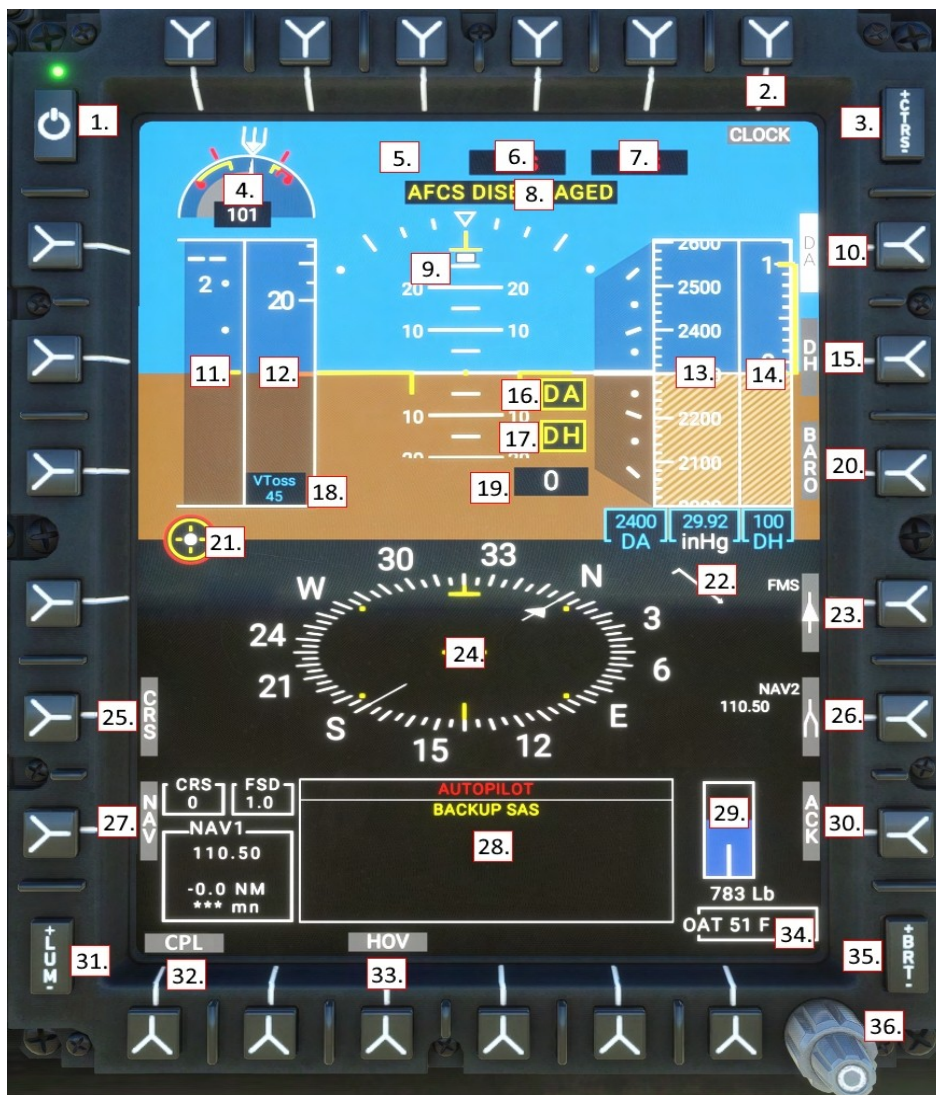 1.
2.
+CTRS-
3.
CLOCK
4.
101
5.
6.
7.
AFCS DISE
8.
AGED
9.
20 20
10 10
10
20
2
20
11.
12.
VToss
45
18.
2600
2500
2400
2200
2100
1
13.
14.
DA
10.
DH
15.
BARO
20.
16.
DA
17.
DH
19.
0
21.
2400
DA
29.92
inHg
100
DH
22.
FMS
23.
30 33 N 3 6 E 12 15 S 21 24 W
24.
NAV2
110.50
26.
25.
CRS
27.
NAV
CRS
0
FSD
1.0
NAV1
110.50
-0.0 NM
*** mn
AUTOPILOT
BACKUP SAS
28.
29.
783 Lb
ACK
30.
OAT 51 F
34.
+LUM-
31.
CPL
32.
HOV
33.
+BRT-
35.
36.